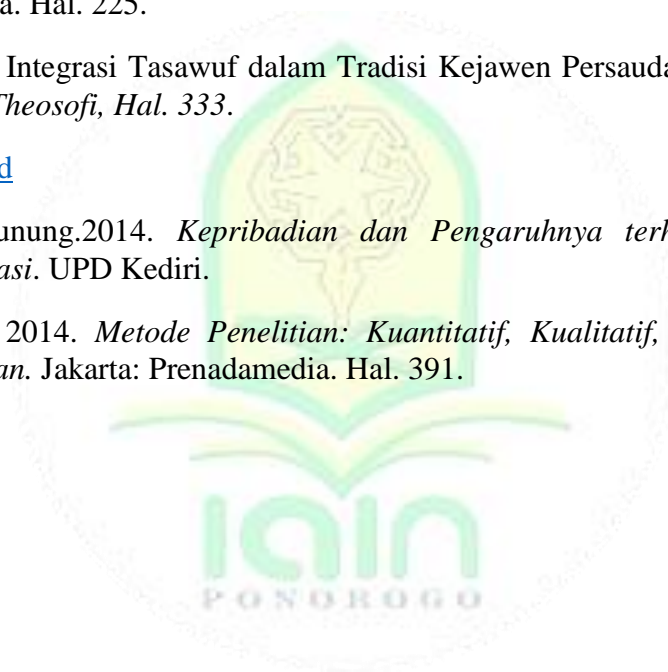 a. Hal. 225.
Integrasi Tasawuf dalam Tradisi Kejawen Persauda
Theosofi, Hal. 333.
d
unung.2014. Kepribadian dan Pengaruhnya terh
asi. UPD Kediri.
2014. Metode Penelitian: Kuantitatif, Kualitatif,
an. Jakarta: Prenadamedia. Hal. 391.
iain
PONOROGO